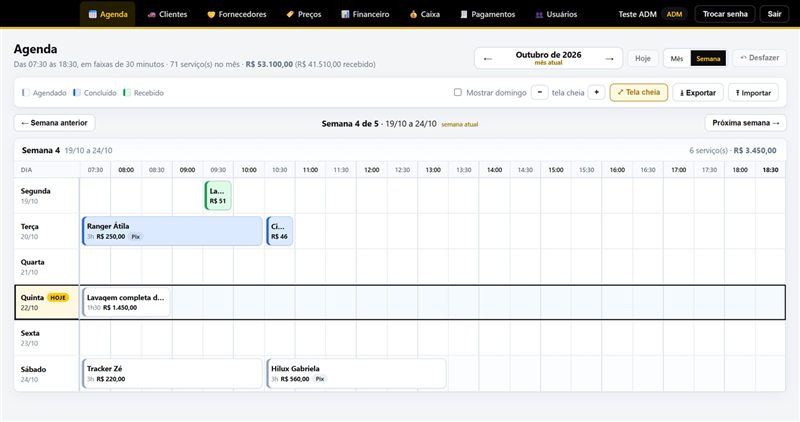 Agenda Clientes Fornecedores Preços Financeiro Caixa Pagamentos Usuários Teste ADM ADM Trocar senha Sair
Agenda
Das 07:30 às 18:30, em faixas de 30 minutos · 71 serviço(s) no mês · R$ 53.100,00 (R$ 41.510,00 recebido)
← Outubro de 2026 →
mês atual
Hoje
Mês Semana
Desfazer
Agendado Concluído Recebido
Mostrar domingo − tela cheia + Tela cheia Exportar Importar
← Semana anterior
Semana 4 de 5 · 19/10 a 24/10 semana atual
Próxima semana →
Semana 4 19/10 a 24/10
6 serviço(s) · R$ 3.450,00
DIA 07:30 08:00 08:30 09:00 09:30 10:00 10:30 11:00 11:30 12:00 12:30 13:00 13:30 14:00 14:30 15:00 15:30 16:00 16:30 17:00 17:30 18:00 18:30
Segunda
19/10
La...
R$ 51
Terça
20/10
Ranger Átila
3h R$ 250,00 Pix
Ci...
R$ 46
Quarta
21/10
Quinta HOJE
22/10
Lavagem completa d...
1h30 R$ 1.450,00
Sexta
23/10
Sábado
24/10
Tracker Zé
3h R$ 220,00
Hilux Gabriela
3h R$ 560,00 Pix